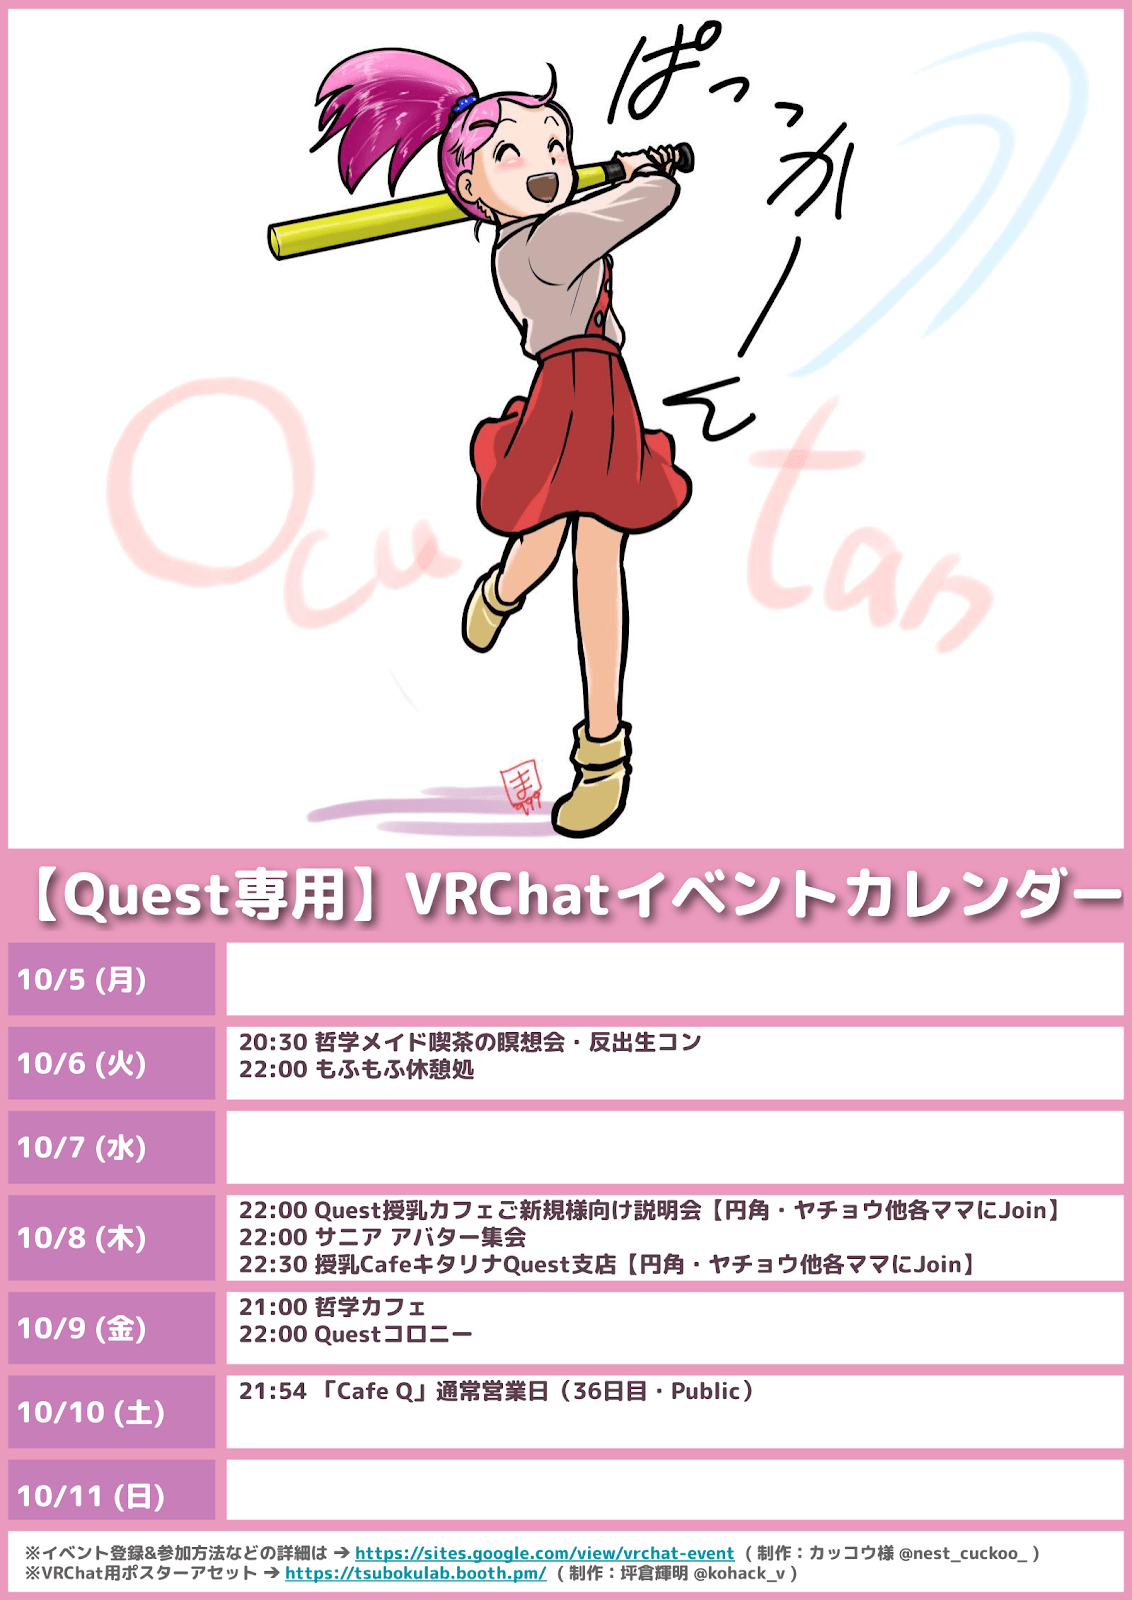 ぱっっかーん
Ocu tan
ま
【Quest専用】VRChatイベントカレンダー
10/5 (月)
10/6 (火)
20:30 哲学メイド喫茶の瞑想会・反出生コン
22:00 もふもふ休憩処
10/7 (水)
10/8 (木)
22:00 Quest授乳カフェご新規様向け説明会【円角・ヤチョウ他各ママにJoin】
22:00 サニア アバター集会
22:30 授乳CafeキタリナQuest支店【円角・ヤチョウ他各ママにJoin】
10/9 (金)
21:00 哲学カフェ
22:00 Questコロニー
10/10 (土)
21:54 「Cafe Q」通常営業日（36日目・Public）
10/11 (日)
※イベント登録&参加方法などの詳細は ➔ https://sites.google.com/view/vrchat-event ( 制作：カッコウ様 @nest_cuckoo_ )
※VRChat用ポスターアセット ➔ https://tsubokulab.booth.pm/ ( 制作：坪倉輝明 @kohack_v )